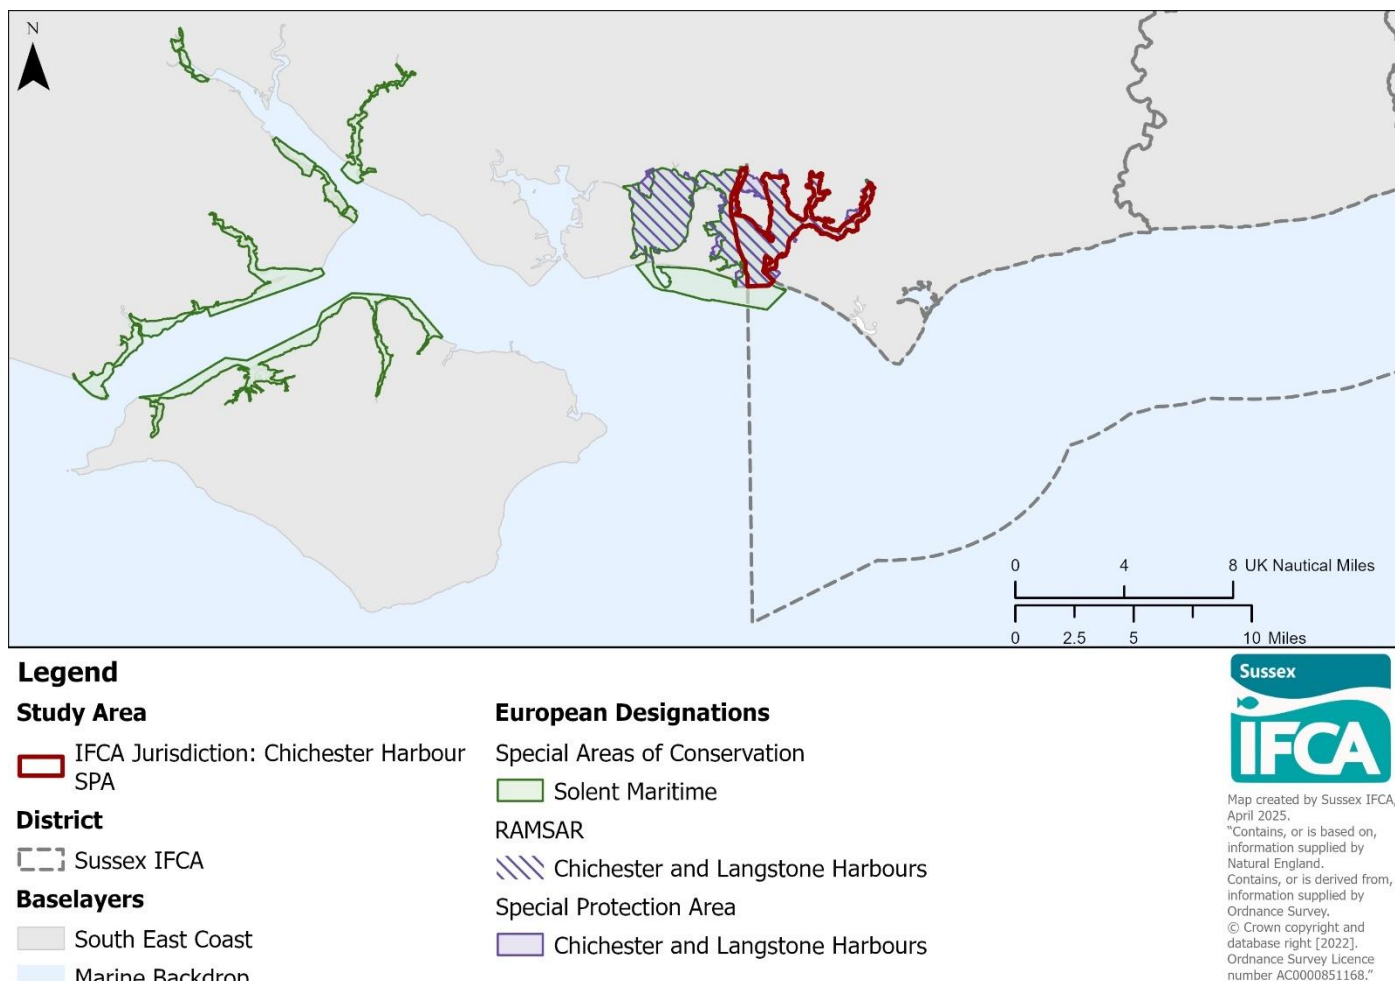 N
0 4 8 UK Nautical Miles
0 2.5 5 10 Miles
Legend
Study Area
IFCA Jurisdiction: Chichester Harbour
SPA
District
Sussex IFCA
Baselayers
South East Coast
Marine Backdrop
European Designations
Special Areas of Conservation
Solent Maritime
RAMSAR
Chichester and Langstone Harbours
Special Protection Area
Chichester and Langstone Harbours
Sussex
IFCA
Map created by Sussex IFCA,
April 2025.
"Contains, or is based on,
information supplied by
Natural England.
Contains, or is derived from,
information supplied by
Ordnance Survey.
© Crown copyright and
database right [2022].
Ordnance Survey Licence
number AC0000851168."